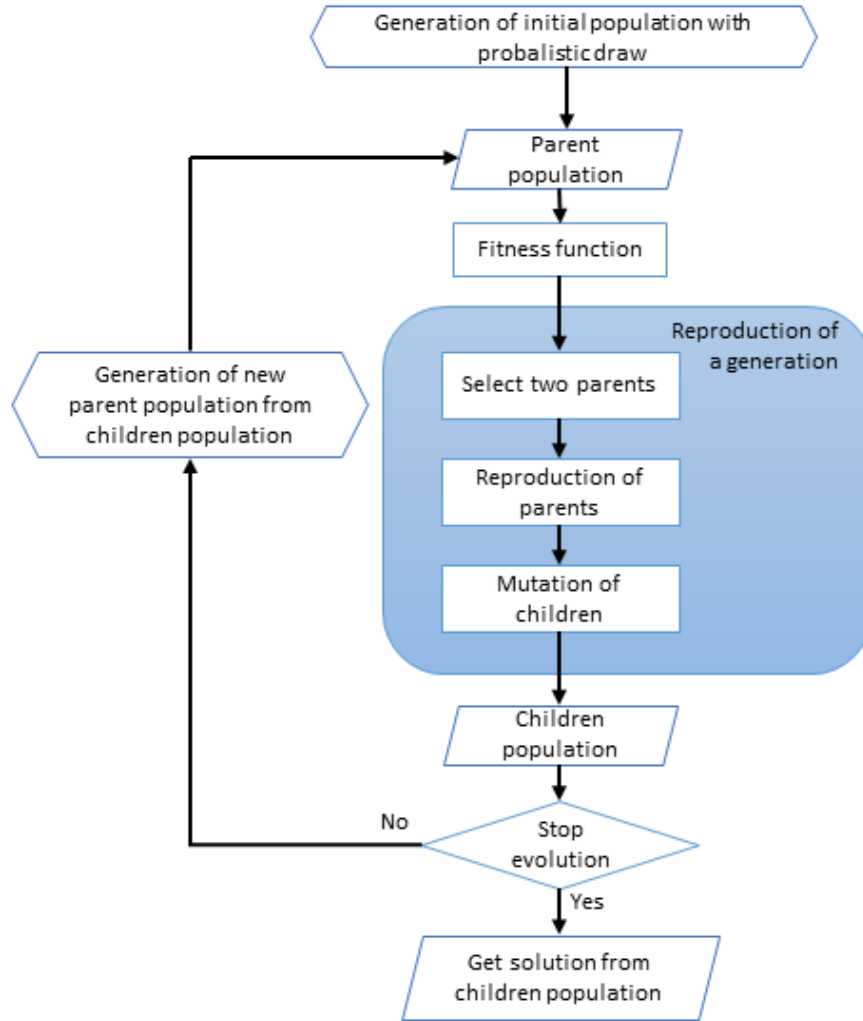 Generation of initial population with
probalistic draw
Parent
population
Fitness function
Reproduction of
a generation
Select two parents
Generation of new
parent population from
children population
Reproduction of
parents
Mutation of
children
Children
population
No
Stop
evolution
Yes
Get solution from
children population